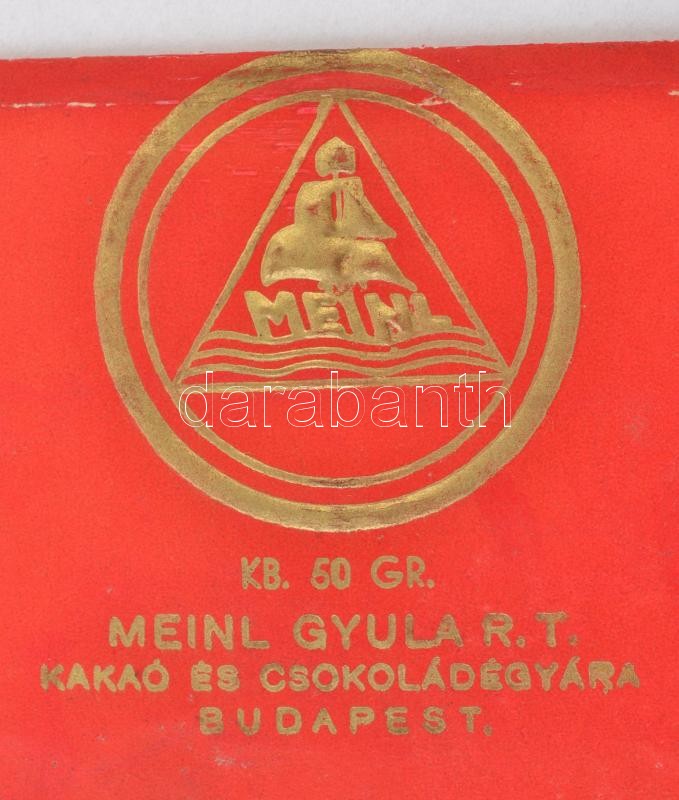 MEINL
darabanth
KB. 50 GR.
MEINL GYULA R.T.
KAKAÓ ÉS CSOKOLÁDÉGYÁRA
BUDAPEST.